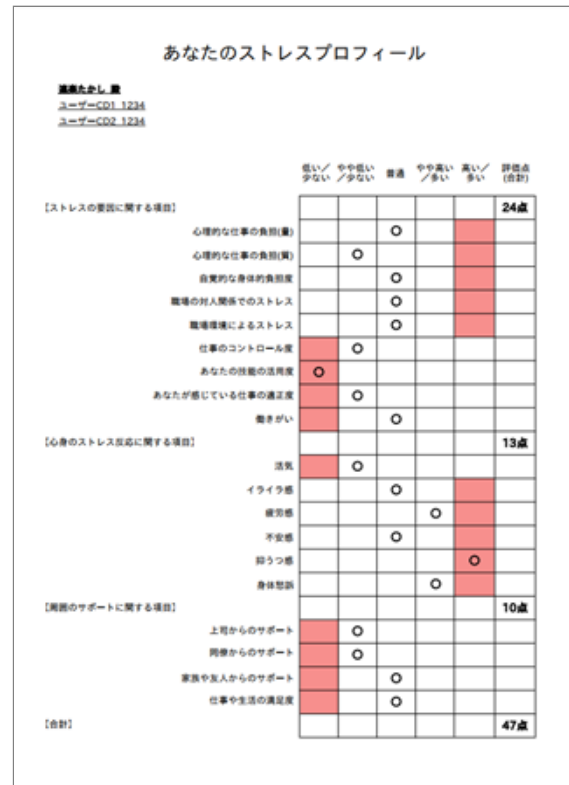 あなたのストレスプロフィール
たかし 殿
ユーザーCD1 1234
ユーザーCD2 1234
低い／少ない やや低い／少ない 普通 やや高い／多い 高い／多い 評価点(合計)
【ストレスの要因に関する項目】 24点
心理的な仕事の負担(量) ○
心理的な仕事の負担(質) ○
自覚的な身体的負担度 ○
職場の対人関係でのストレス ○
職場環境によるストレス ○
仕事のコントロール度 ○
あなたの技能の活用度 ○
あなたが感じている仕事の適正度 ○
働きがい ○
【心身のストレス反応に関する項目】 13点
活気 ○
イライラ感 ○
疲労感 ○
不安感 ○
抑うつ感 ○
身体愁訴 ○
【周囲のサポートに関する項目】 10点
上司からのサポート ○
同僚からのサポート ○
家族や友人からのサポート ○
仕事や生活の満足度 ○
【合計】 47点